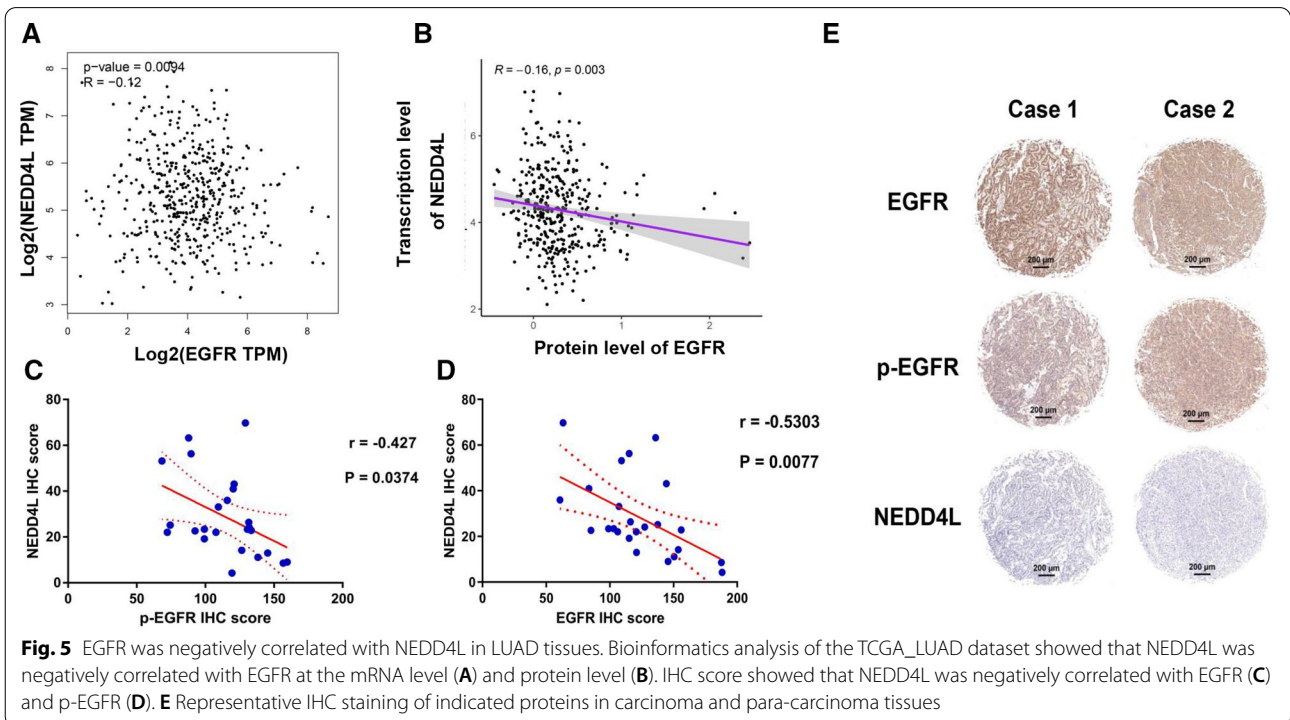 A
p-value = 0.0094
R = -0.12
Log2(NEDD4L TPM)
8
7
6
5
4
3
0 2 4 6 8
Log2(EGFR TPM)
B
R = -0.16, p = 0.003
Transcription level
of NEDD4L
6
4
2
0 1 2
Protein level of EGFR
C
NEDD4L IHC score
80
60
40
20
0
0 50 100 150 200
p-EGFR IHC score
r = -0.427
P = 0.0374
D
NEDD4L IHC score
80
60
40
20
0
0 50 100 150 200
EGFR IHC score
r = -0.5303
P = 0.0077
E
Case 1 Case 2
EGFR
200 μm 200 μm
p-EGFR
200 μm 200 μm
NEDD4L
200 μm 200 μm
Fig. 5 EGFR was negatively correlated with NEDD4L in LUAD tissues. Bioinformatics analysis of the TCGA_LUAD dataset showed that NEDD4L was
negatively correlated with EGFR at the mRNA level (A) and protein level (B). IHC score showed that NEDD4L was negatively correlated with EGFR (C)
and p-EGFR (D). E Representative IHC staining of indicated proteins in carcinoma and para-carcinoma tissues